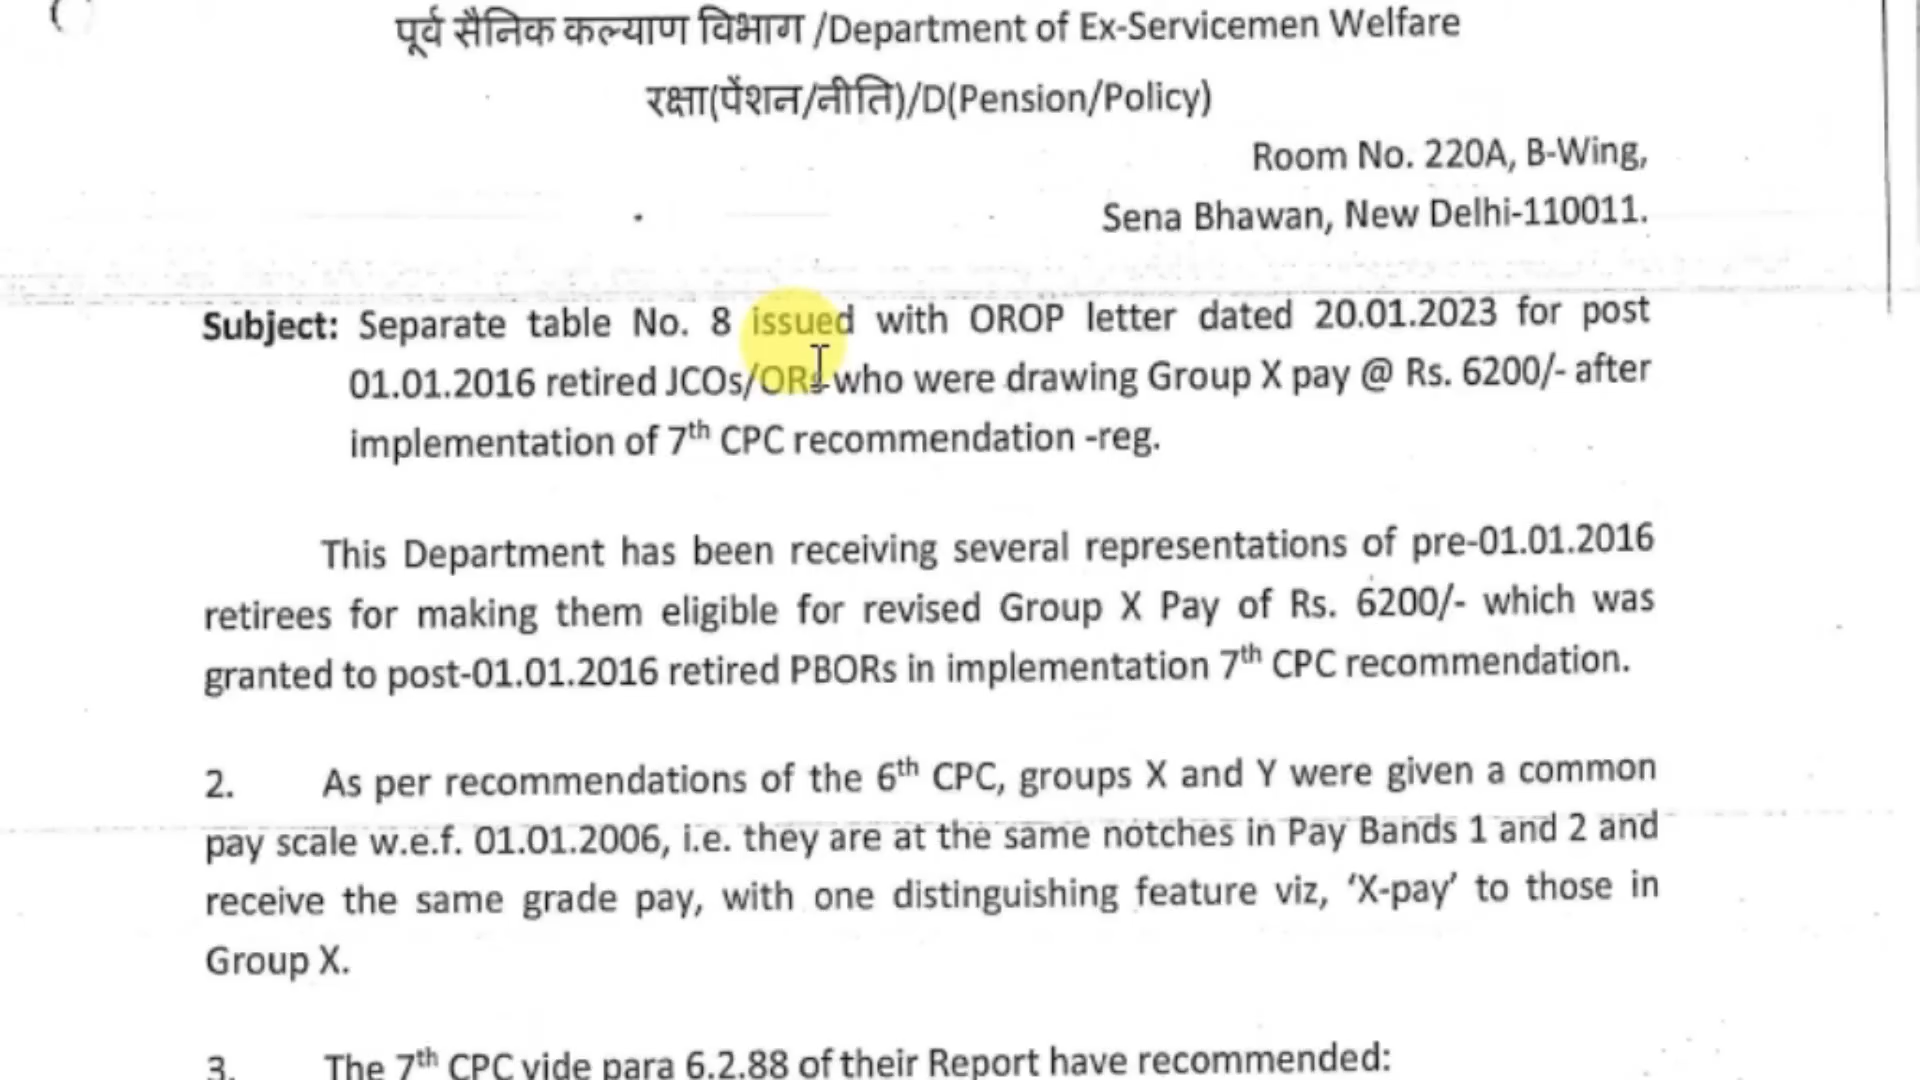 पूर्व सैनिक कल्याण विभाग /Department of Ex-Servicemen Welfare
रक्षा(पेंशन/नीति)/D(Pension/Policy)
Room No. 220A, B-Wing,
Sena Bhawan, New Delhi-110011.
Subject: Separate table No. 8 issued with OROP letter dated 20.01.2023 for post
01.01.2016 retired JCOs/ORs who were drawing Group X pay @ Rs. 6200/- after
implementation of 7th CPC recommendation -reg.
This Department has been receiving several representations of pre-01.01.2016
retirees for making them eligible for revised Group X Pay of Rs. 6200/- which was
granted to post-01.01.2016 retired PBORs in implementation 7th CPC recommendation.
2. As per recommendations of the 6th CPC, groups X and Y were given a common
pay scale w.e.f. 01.01.2006, i.e. they are at the same notches in Pay Bands 1 and 2 and
receive the same grade pay, with one distinguishing feature viz, ‘X-pay’ to those in
Group X.
3. The 7th CPC vide para 6.2.88 of their Report have recommended: